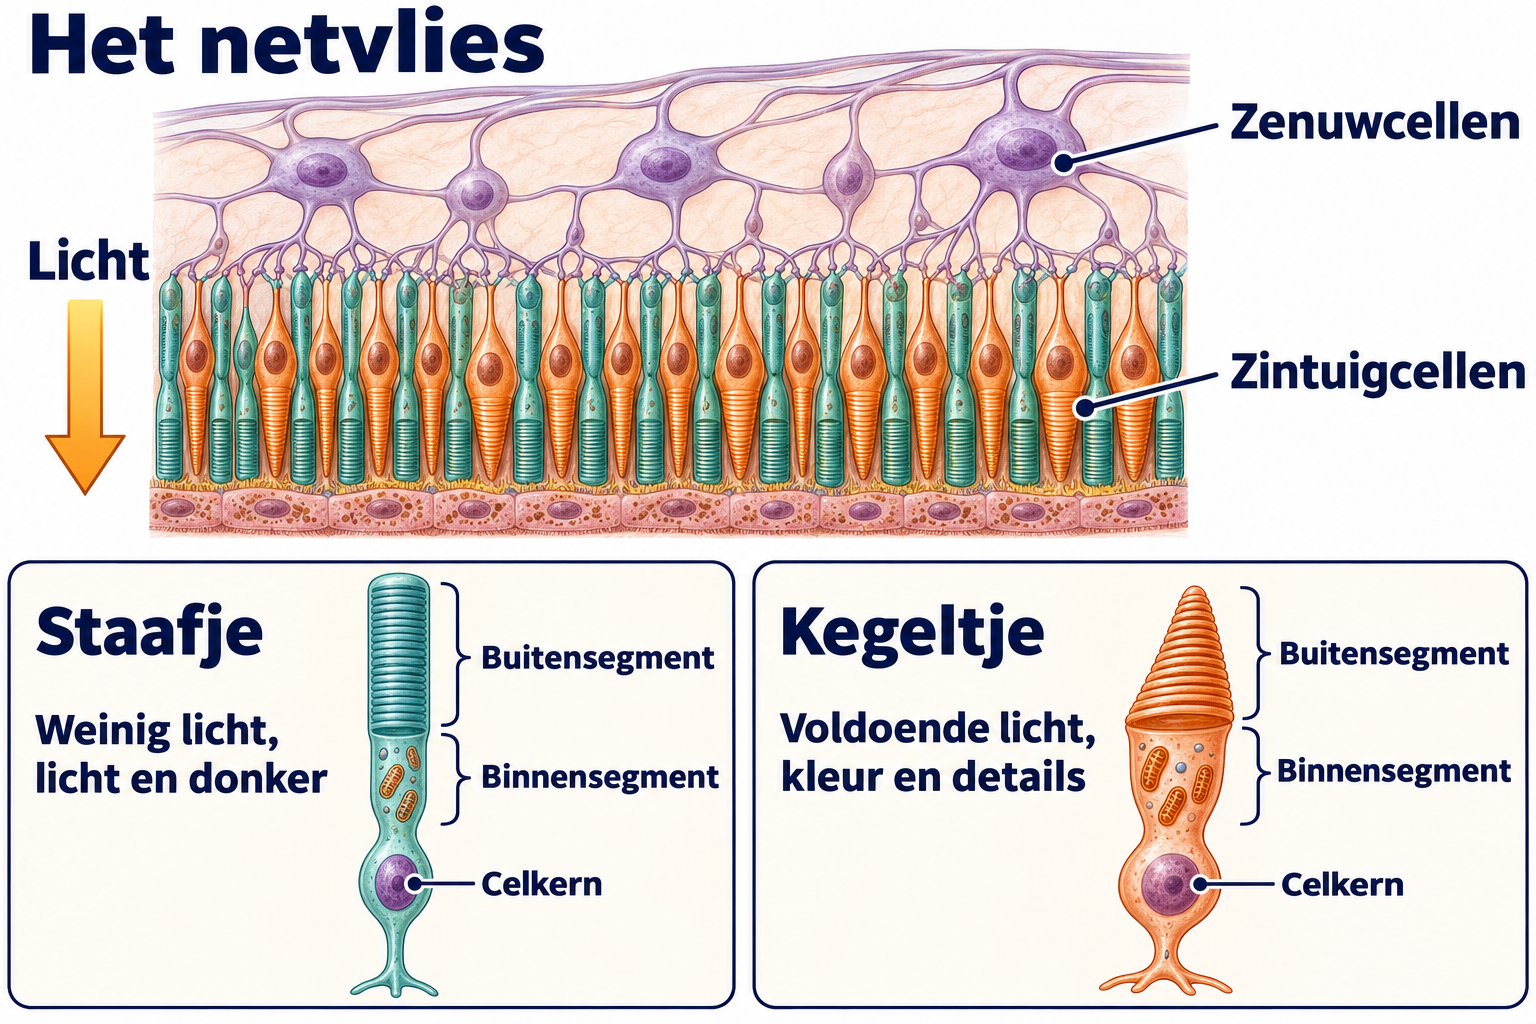 Het netvlies
Zenuwcellen
Licht
Zintuigcellen
Staafje
Weinig licht,
licht en donker
Buitensegment
Binnensegment
Celkern
Kegeltje
Voldoende licht,
kleur en details
Buitensegment
Binnensegment
Celkern